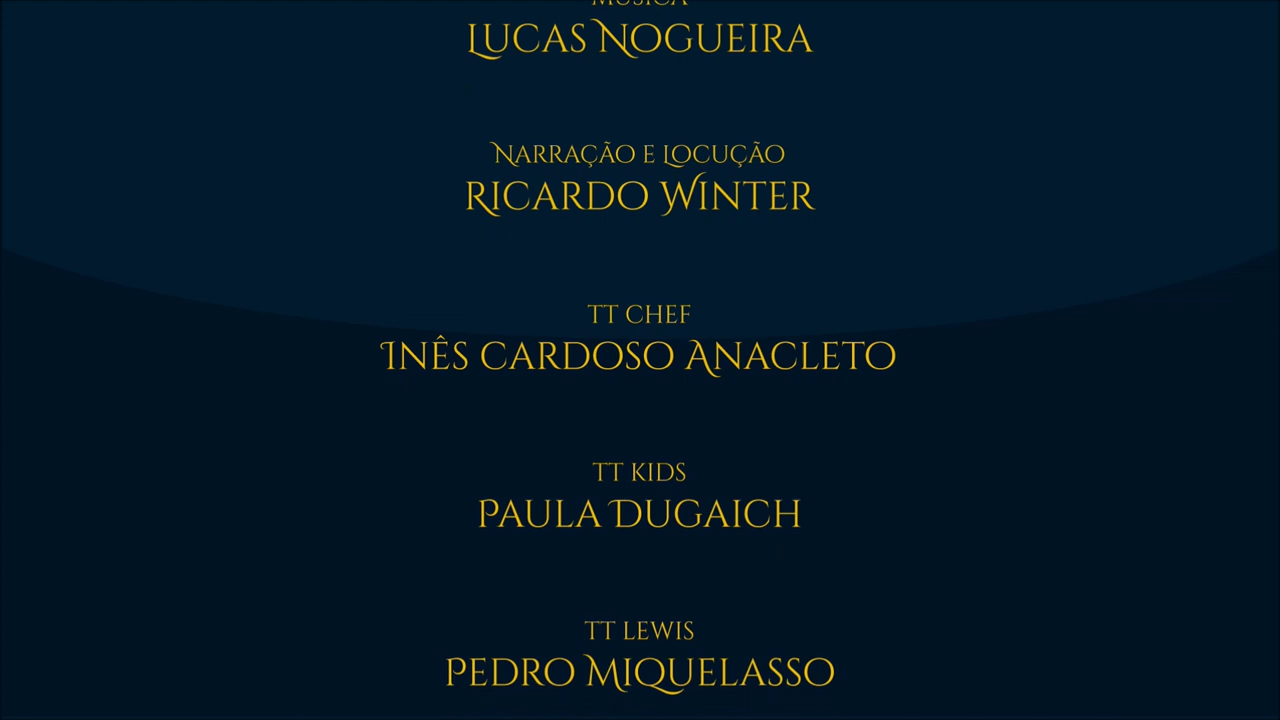 MÚSICA
LUCAS NOGUEIRA
NARRAÇÃO E LOCUÇÃO
RICARDO WINTER
TT CHEF
INÊS CARDOSO ANACLETO
TT KIDS
PAULA DUGAICH
TT LEWIS
PEDRO MIQUELASSO